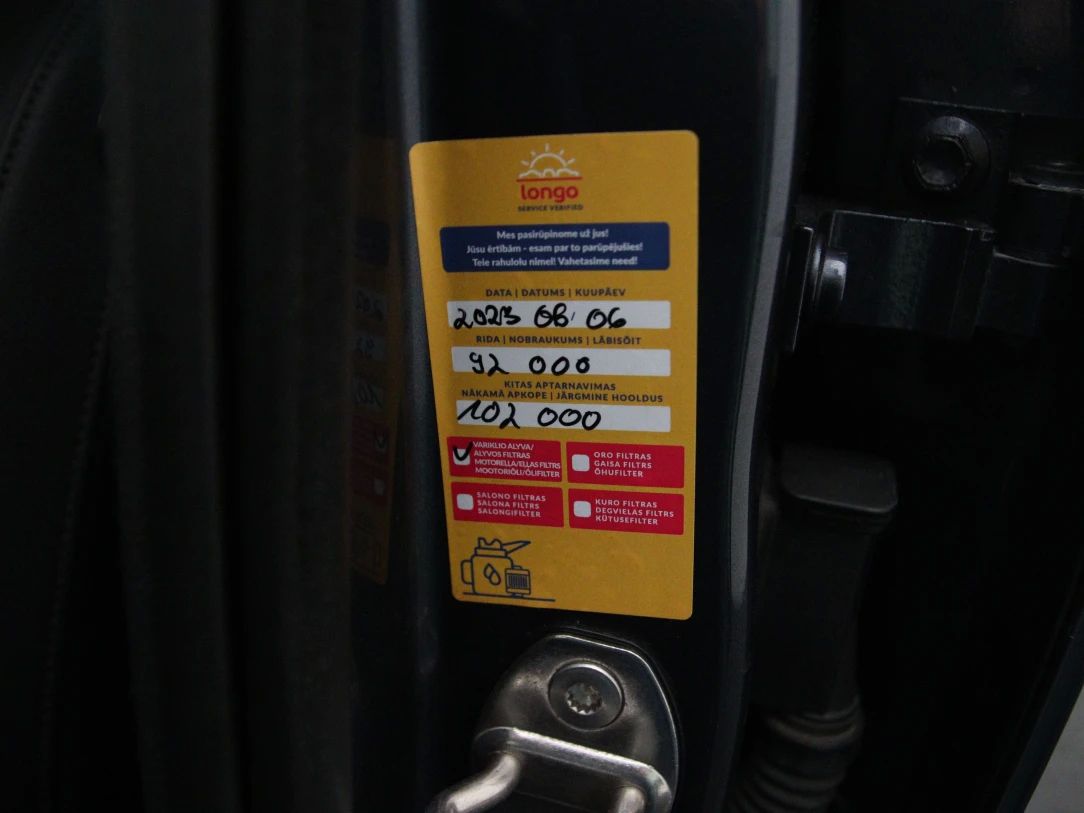 longo
SERVICE VERIFIED
Mes pasirūpinome už jus!
Jūsu ērtībām - esam par to parūpējušies!
Teie rahulolu nimel! Vahetasime need!
DATA | DATUMS | KUUPÄEV
2023 06 06
RIDA | NOBRAUKUMS | LÄBISÕIT
92 000
KITAS APTARNAVIMAS
NĀKAMĀ APKOPE | JÄRGMINE HOOLDUS
102 000
VARIKLIO ALYVA/
ALYVOS FILTRAS
MOTORELLA/EĻĻAS FILTRS
MOOTORIÕLI/ÕLIFILTER
ORO FILTRAS
GAISA FILTRS
ÕHUFILTER
SALONO FILTRAS
SALONA FILTRS
SALONGIFILTER
KURO FILTRAS
DEGVIELAS FILTRS
KÜTUSEFILTER